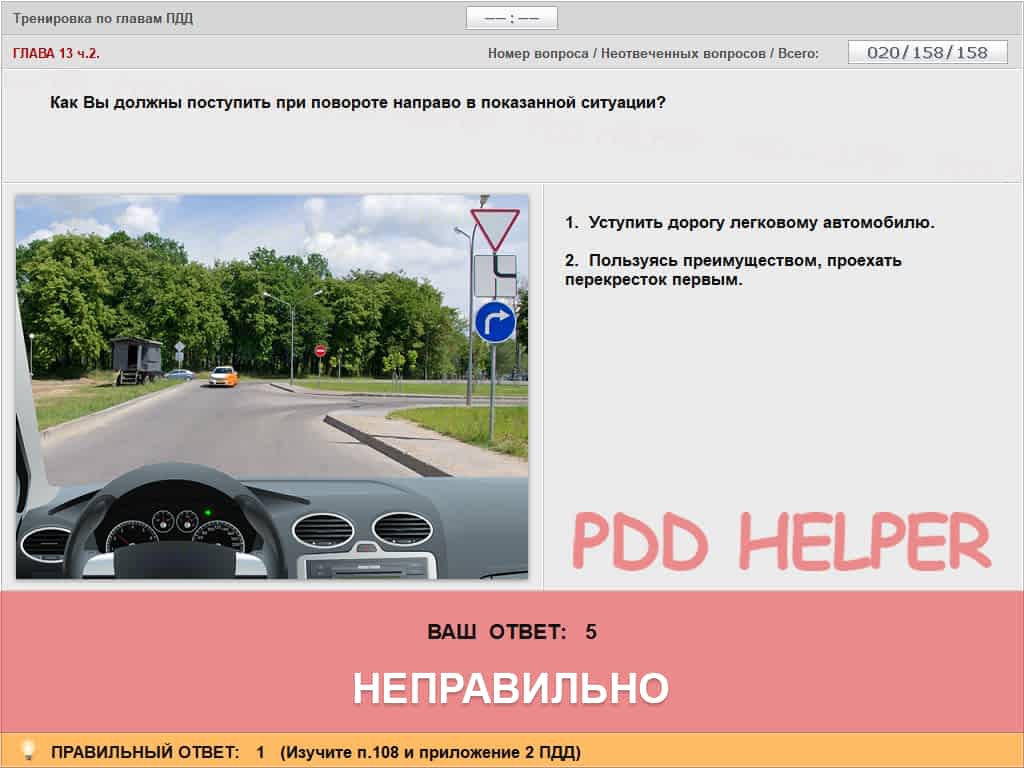 Тренировка по главам ПДД
—— : ——
ГЛАВА 13 ч.2.
Номер вопроса / Неотвеченных вопросов / Всего:
020/158/158
Как Вы должны поступить при повороте направо в показанной ситуации?
1. Уступить дорогу легковому автомобилю.
2. Пользуясь преимуществом, проехать
перекресток первым.
PDD HELPER
ВАШ ОТВЕТ: 5
НЕПРАВИЛЬНО
ПРАВИЛЬНЫЙ ОТВЕТ: 1 (Изучите п.108 и приложение 2 ПДД)